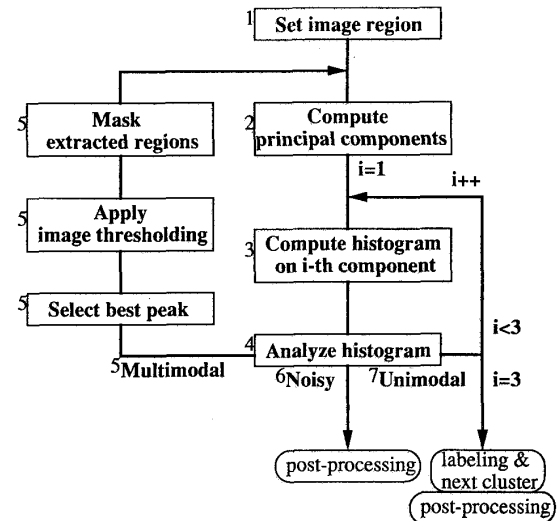 1 Set image region
5 Mask
extracted regions
2 Compute
principal components
i=1
i++
5 Apply
image thresholding
3 Compute histogram
on i-th component
5 Select best peak
i<3
4 Analyze histogram
5 Multimodal
6 Noisy
7 Unimodal
i=3
post-processing
labeling &
next cluster
post-processing